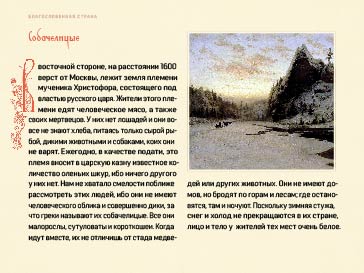 БЛАГОСЛОВЕННАЯ СТРАНА
Собачелицые
В восточной стороне, на расстоянии 1600
верст от Москвы, лежит земля племени
мученика Христофора, состоящего под
властью русского царя. Жители этого пле-
мени едят человеческое мясо, а также
своих мертвецов. У них нет лошадей и они во-
все не знают хлеба, питаясь только сырой ры-
бой, дикими животными и собаками, коих они
не варят. Ежегодно, в качестве подати, это
племя вносит в царскую казну известное ко-
личество оленьих шкур, ибо ничего другого
у них нет. Нам не хватало смелости поближе
рассмотреть этих людей, ибо они не имеют
человеческого облика и совершенно дики, за
что греки называют их собачелицые. Все они
малорослы, сутуловаты и короткошеи. Когда
идут вместе, их не отличишь от стада медве-
дей или других животных. Они не имеют до-
мов, но бродят по горам и лесам; где остано-
вятся, там и ночуют. Поскольку зимняя стужа,
снег и холод не прекращаются в их стране,
лицо и тело у жителей тех мест очень белое.